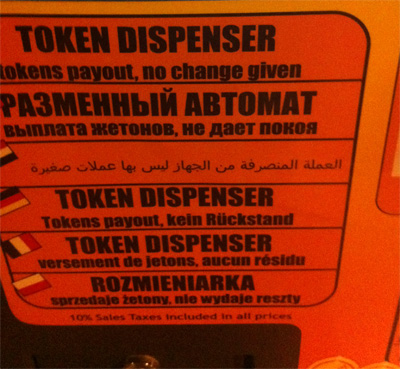 TOKEN DISPENSER
tokens payout, no change given
РАЗМЕННЫЙ АВТОМАТ
выплата жетонов, не дает покоя
العملة المنصرفة من الجهاز ليس بها عملات صغيرة
TOKEN DISPENSER
Tokens payout, kein Rückstand
TOKEN DISPENSER
versement de jetons, aucun résidu
ROZMIENIARKA
sprzedaje żetony, nie wydaje reszty
10% Sales Taxes included in all prices